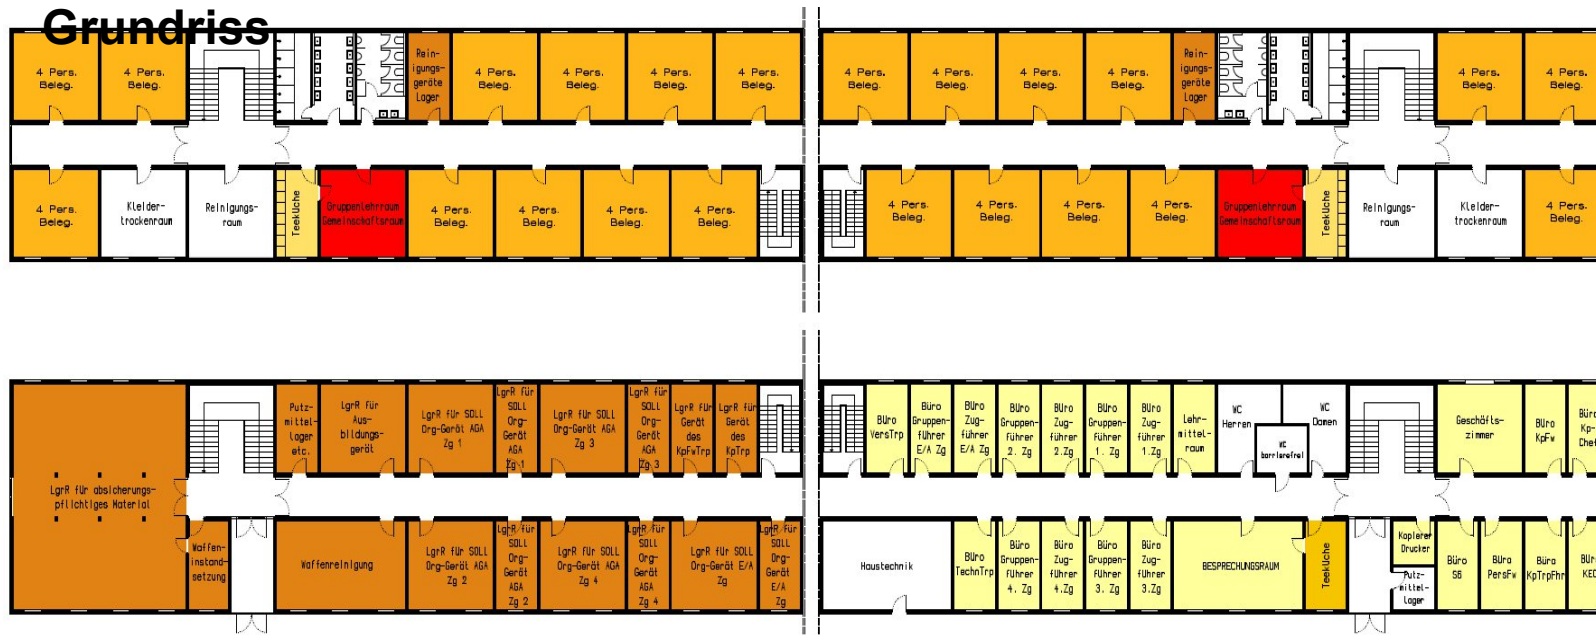 Grundriss
4 Pers.
Beleg.
4 Pers.
Beleg.
Rein-
igungs-
geräte
Lager
4 Pers.
Beleg.
4 Pers.
Beleg.
4 Pers.
Beleg.
4 Pers.
Beleg.
4 Pers.
Beleg.
4 Pers.
Beleg.
4 Pers.
Beleg.
4 Pers.
Beleg.
Rein-
igungs-
geräte
Lager
4 Pers.
Beleg.
4 Pers.
Beleg.
4 Pers.
Beleg.
Kleider-
trockenraum
Reinigungs-
raum
Teeküche
Gruppenlehrraum
Gemeinschaftsraum
4 Pers.
Beleg.
4 Pers.
Beleg.
4 Pers.
Beleg.
4 Pers.
Beleg.
4 Pers.
Beleg.
4 Pers.
Beleg.
4 Pers.
Beleg.
4 Pers.
Beleg.
Gruppenlehrraum
Gemeinschaftsraum
Teeküche
Reinigungs-
raum
Kleider-
trockenraum
4 Pers.
Beleg.
LgrR für absicherungs-
pflichtiges Material
Putz-
mittel-
lager
etc.
LgrR für
Aus-
bildungs-
gerät
LgrR für SOLL
Org-Gerät AGA
Zg 1
LgrR für
SOLL
Org-
Gerät
AGA
Zg 1
LgrR für SOLL
Org-Gerät AGA
Zg 3
LgrR für
SOLL
Org-
Gerät
AGA
Zg 3
LgrR für
Gerät
des
KpFwTrp
LgrR für
Gerät
des
KpTrp
Büro
VersTrp
Büro
Gruppen-
führer
E/A Zg
Büro
Zug-
führer
E/A Zg
Büro
Gruppen-
führer
2. Zg
Büro
Zug-
führer
2.Zg
Büro
Gruppen-
führer
1. Zg
Büro
Zug-
führer
1.Zg
Lehr-
mittel-
raum
WC
Herren
WC
Damen
WC
barrierefrei
Geschäfts-
zimmer
Büro
KpFw
Büro
Kp-
Chef
Waffen-
instand-
setzung
Waffenreinigung
LgrR für SOLL
Org-Gerät AGA
Zg 2
LgrR für
SOLL
Org-
Gerät
AGA
Zg 2
LgrR für SOLL
Org-Gerät AGA
Zg 4
LgrR für
SOLL
Org-
Gerät
AGA
Zg 4
LgrR für SOLL
Org-Gerät E/A
Zg
LgrR für
SOLL
Org-
Gerät
E/A
Zg
Haustechnik
Büro
TechnTrp
Büro
Gruppen-
führer
4. Zg
Büro
Zug-
führer
4.Zg
Büro
Gruppen-
führer
3. Zg
Büro
Zug-
führer
3.Zg
BESPRECHUNGSRAUM
Teeküche
Kopierer
Drucker
Putz-
mittel-
lager
Büro
S6
Büro
PersFw
Büro
KpTrpFhr